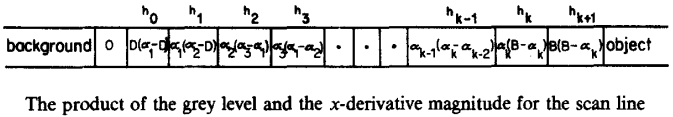 h₀ h₁ h₂ h₃ hₖ₋₁ hₖ hₖ₊₁
background 0 D(α₁-D) α₁(α₂-D) α₂(α₃-α₁) α₃(α₁-α₂) • • • αₖ₋₁(αₖ-αₖ₋₂) αₖ(B-αₖ) B(B-αₖ) object
The product of the grey level and the x-derivative magnitude for the scan line